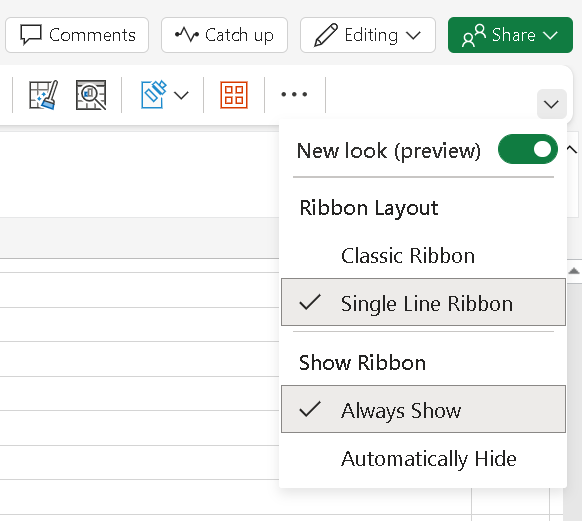 Comments Catch up Editing Share
New look (preview)
Ribbon Layout
Classic Ribbon
Single Line Ribbon
Show Ribbon
Always Show
Automatically Hide